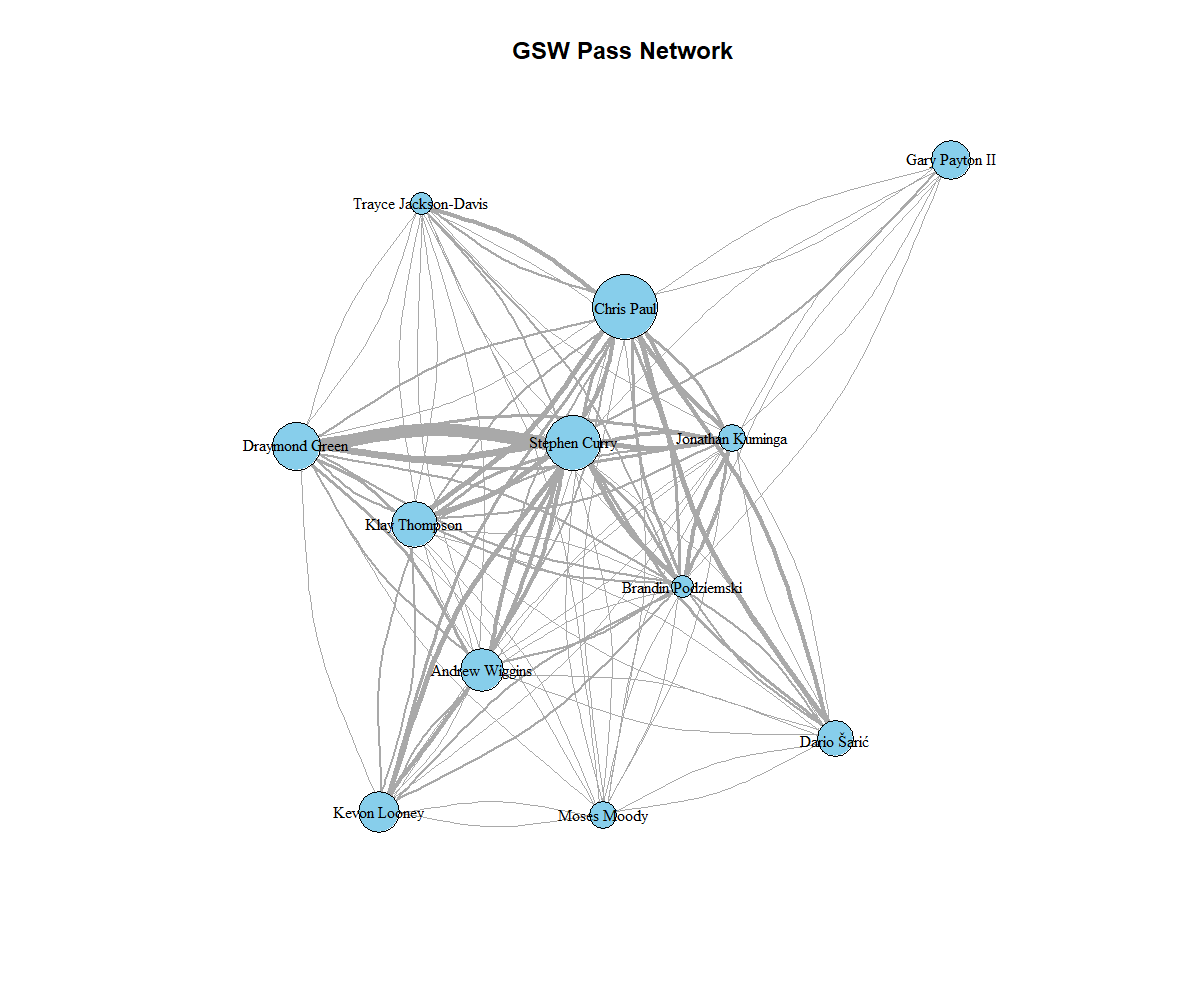 GSW Pass Network
Gary Payton II
Trayce Jackson-Davis
Chris Paul
Draymond Green
Stephen Curry
Jonathan Kuminga
Klay Thompson
Brandin Podziemski
Andrew Wiggins
Dario Šarić
Kevon Looney
Moses Moody